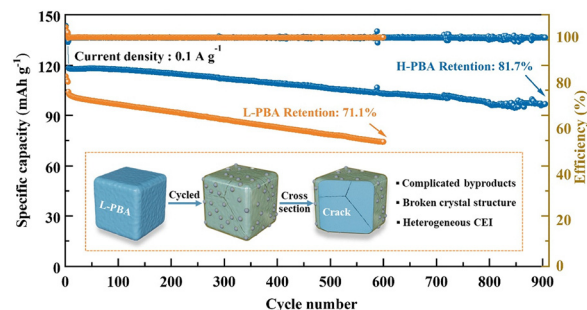 150
120
90
60
30
0
Specific capacity (mAh g⁻¹)
Current density : 0.1 A g⁻¹
H-PBA Retention: 81.7%
L-PBA Retention: 71.1%
L-PBA
Cycled
Cross
section
Crack
• Complicated byproducts
• Broken crystal structure
• Heterogeneous CEI
100
80
60
40
20
0
Efficiency (%)
0 100 200 300 400 500 600 700 800 900
Cycle number